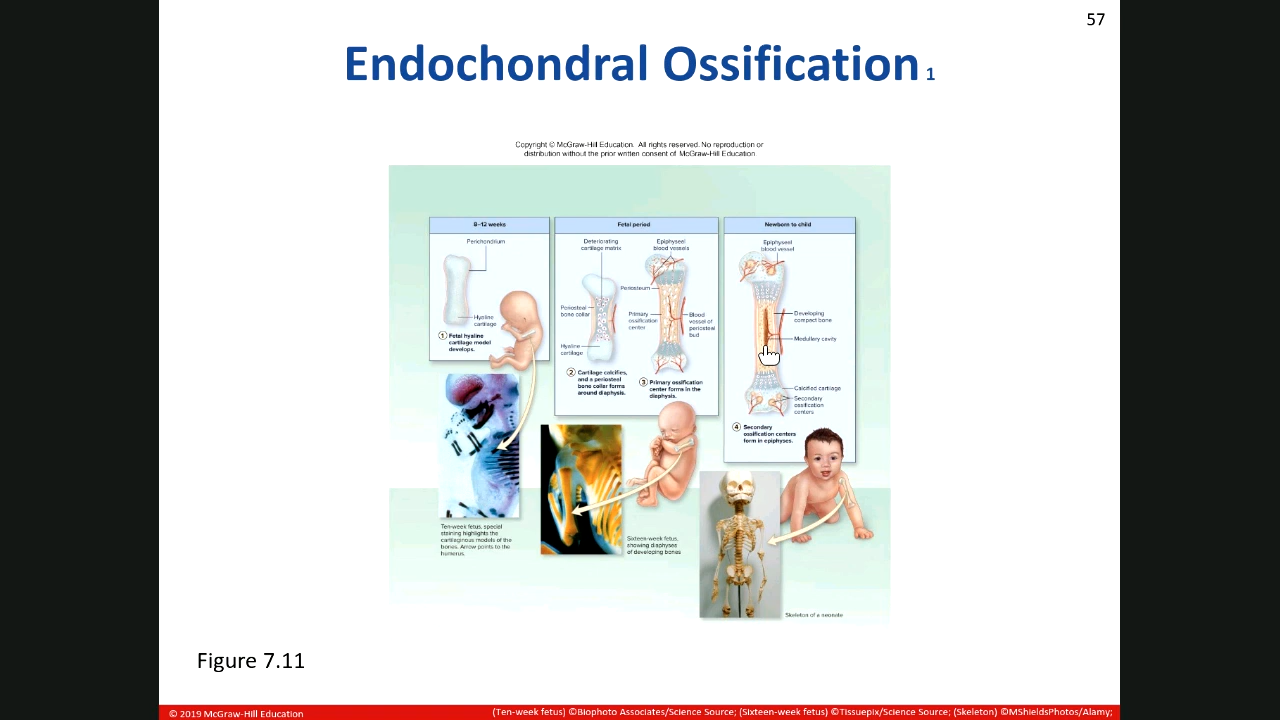 57
Endochondral Ossification 1
Copyright © McGraw-Hill Education. All rights reserved. No reproduction or
distribution without the prior written consent of McGraw-Hill Education
8–12 weeks
Perichondrium
Hyaline
cartilage
1 Fetal hyaline
cartilage model
develops.
Fetal period
Deteriorating
cartilage matrix
Epiphyseal
blood vessels
Periosteum
Periosteal
bone collar
Primary
ossification
center
Blood
vessel of
periosteal
bud
Hyaline
cartilage
2 Cartilage calcifies,
and a periosteal
bone collar forms
around diaphysis.
3 Primary ossification
center forms in the
diaphysis.
Newborn to child
Epiphyseal
blood vessel
Developing
compact bone
Medullary cavity
Calcified cartilage
Secondary
ossification
centers
4 Secondary
ossification centers
form in epiphyses.
Ten-week fetus, special
staining highlights the
cartilaginous models of the
bones. Arrow points to the
humerus.
Sixteen-week fetus,
showing diaphyses
of developing bones
Skeleton of a neonate
Figure 7.11
© 2019 McGraw-Hill Education
(Ten-week fetus) ©Biophoto Associates/Science Source; (Sixteen-week fetus) ©Tissuepix/Science Source; (Skeleton) ©MShieldsPhotos/Alamy;